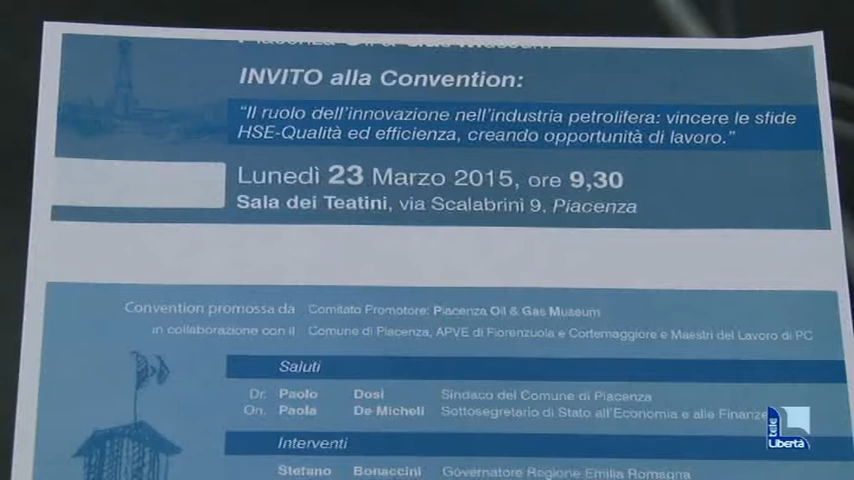 INVITO alla Convention:
"Il ruolo dell'innovazione nell'industria petrolifera: vincere le sfide
HSE-Qualità ed efficienza, creando opportunità di lavoro."
Lunedì 23 Marzo 2015, ore 9,30
Sala dei Teatini, via Scalabrini 9, Piacenza
Convention promossa da Comitato Promotore: Piacenza Oil & Gas Museum
in collaborazione con il Comune di Piacenza, APVE di Fiorenzuola e Cortemaggiore e Maestri del Lavoro di PC
Saluti
Dr. Paolo Dosi Sindaco del Comune di Piacenza
On. Paola De Micheli Sottosegretario di Stato all'Economia e alle Finanze
Interventi
Stefano Bonaccini Governatore Regione Emilia Romagna
tele
Libertà